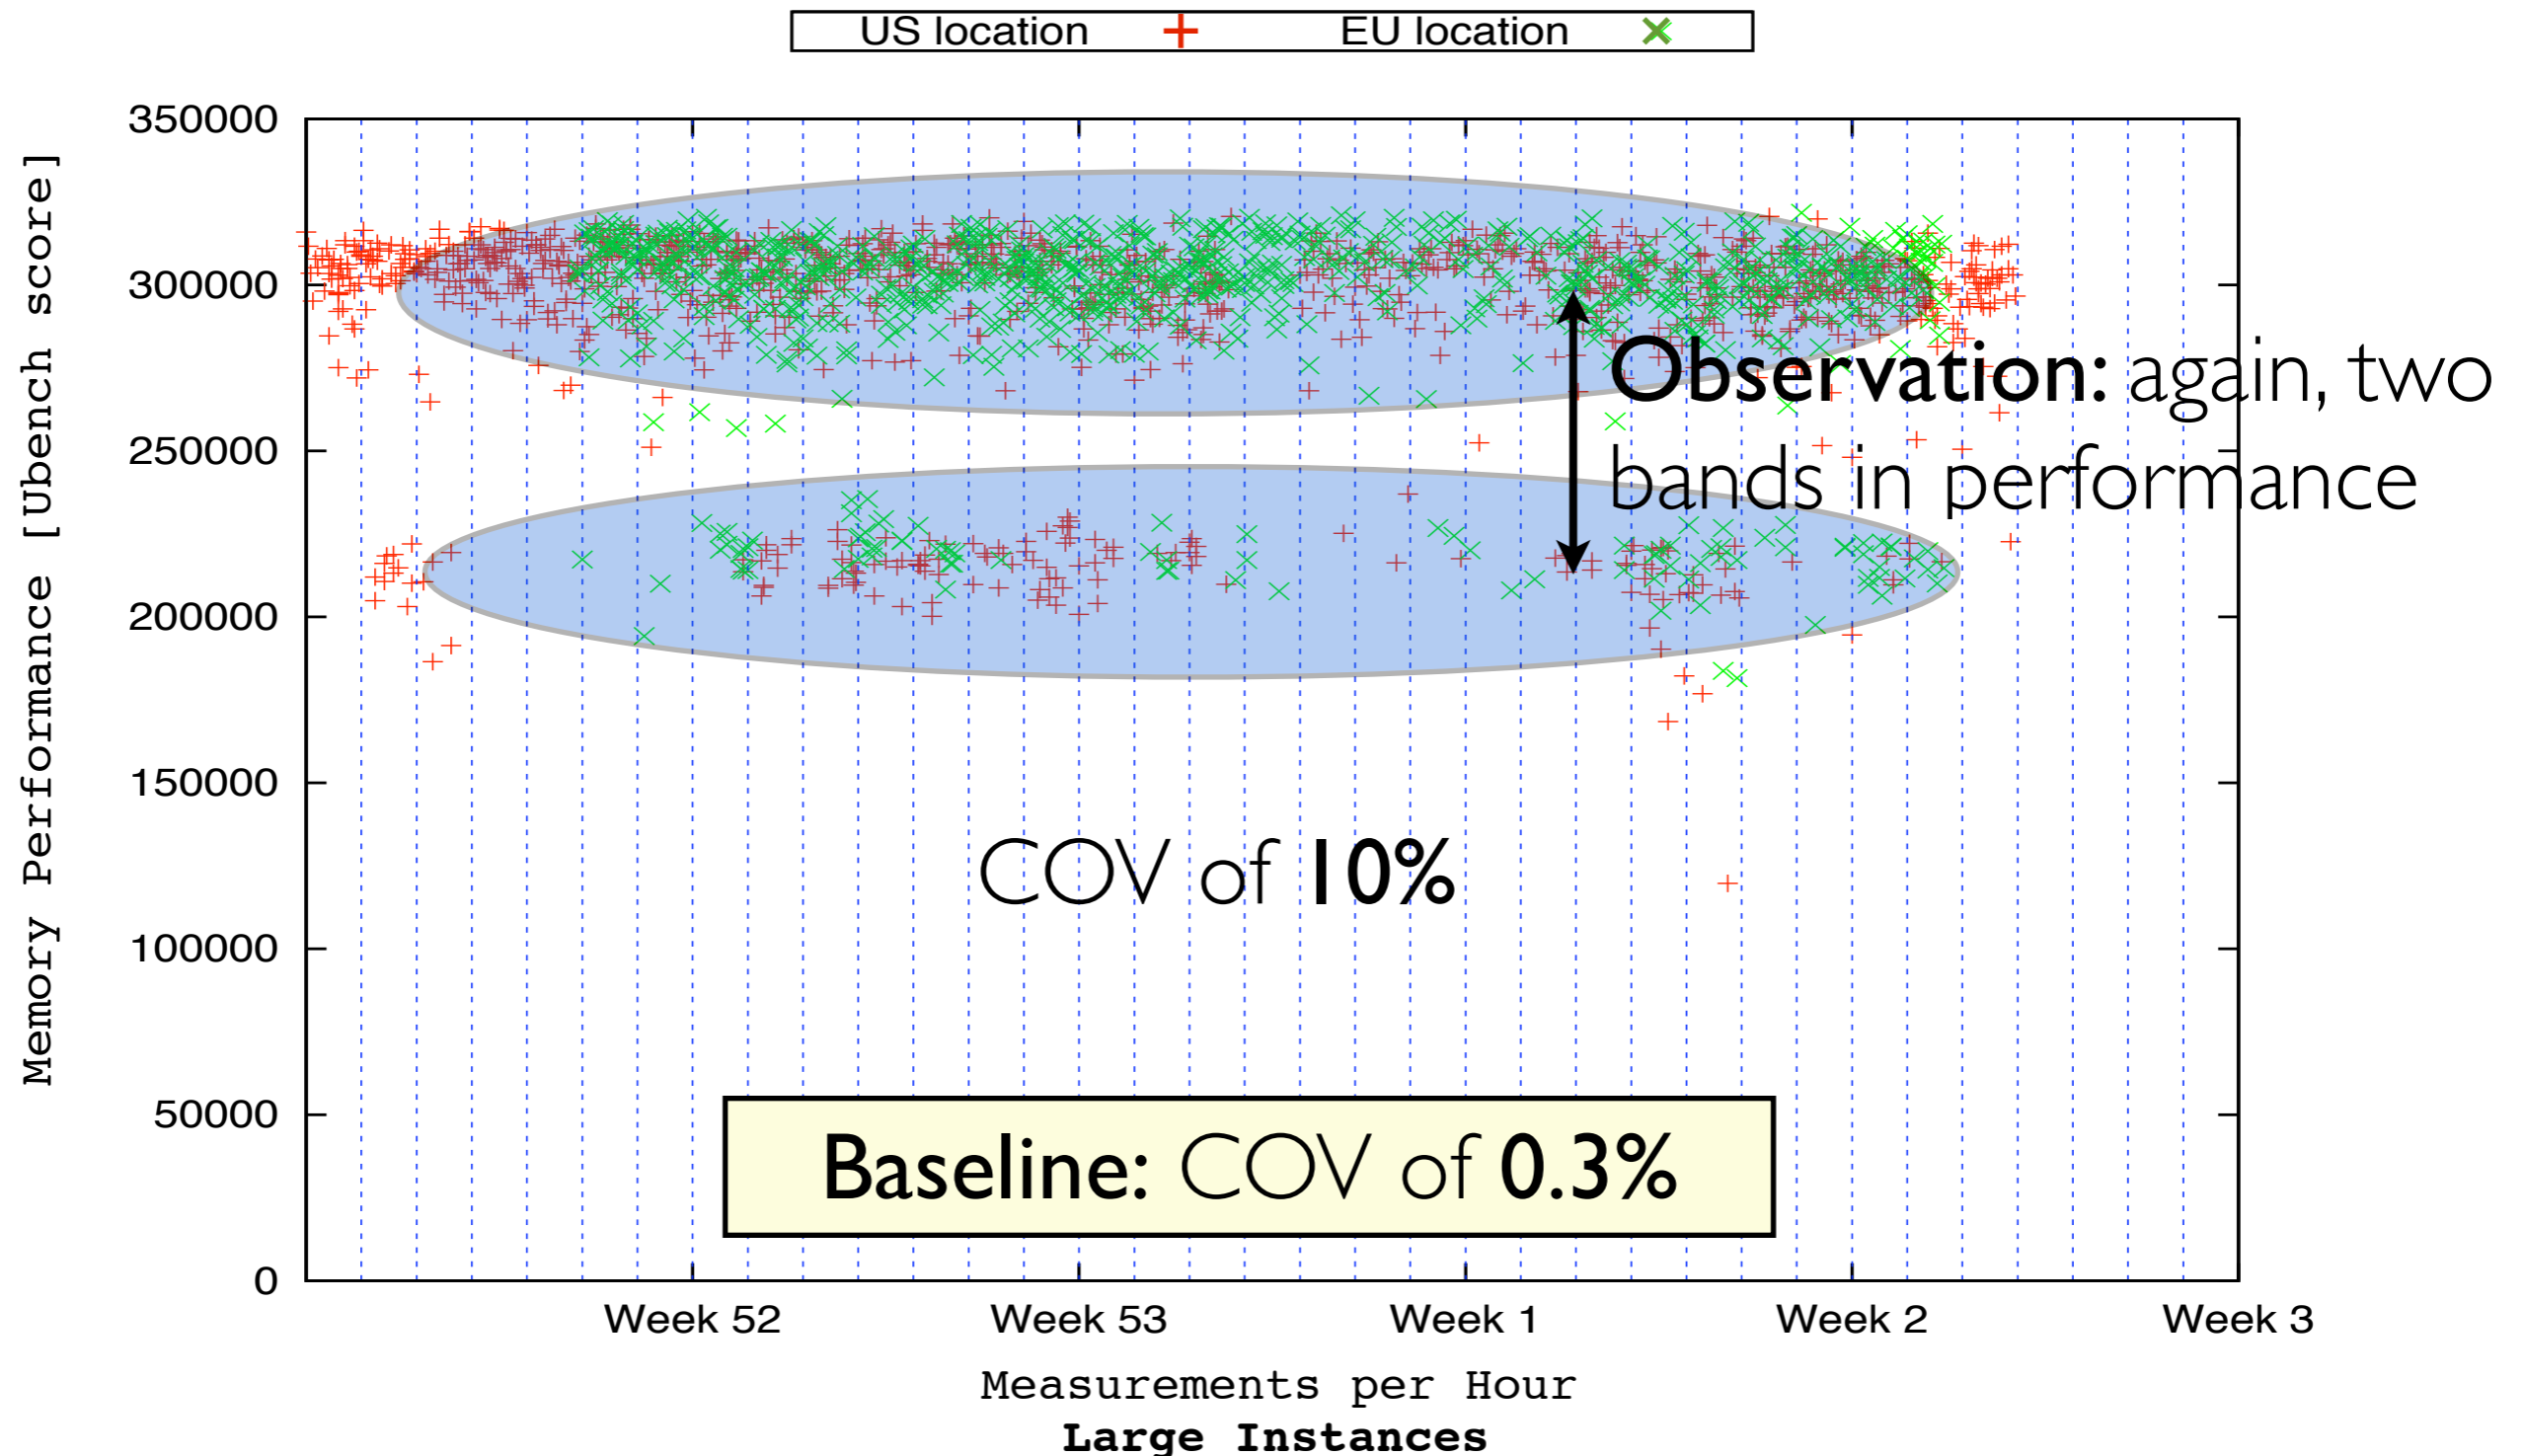 US location EU location
Memory Performance [Ubench score]
350000
300000
250000
200000
150000
100000
50000
0
Observation: again, two
bands in performance
COV of 10%
Baseline: COV of 0.3%
Week 52 Week 53 Week 1 Week 2 Week 3
Measurements per Hour
Large Instances